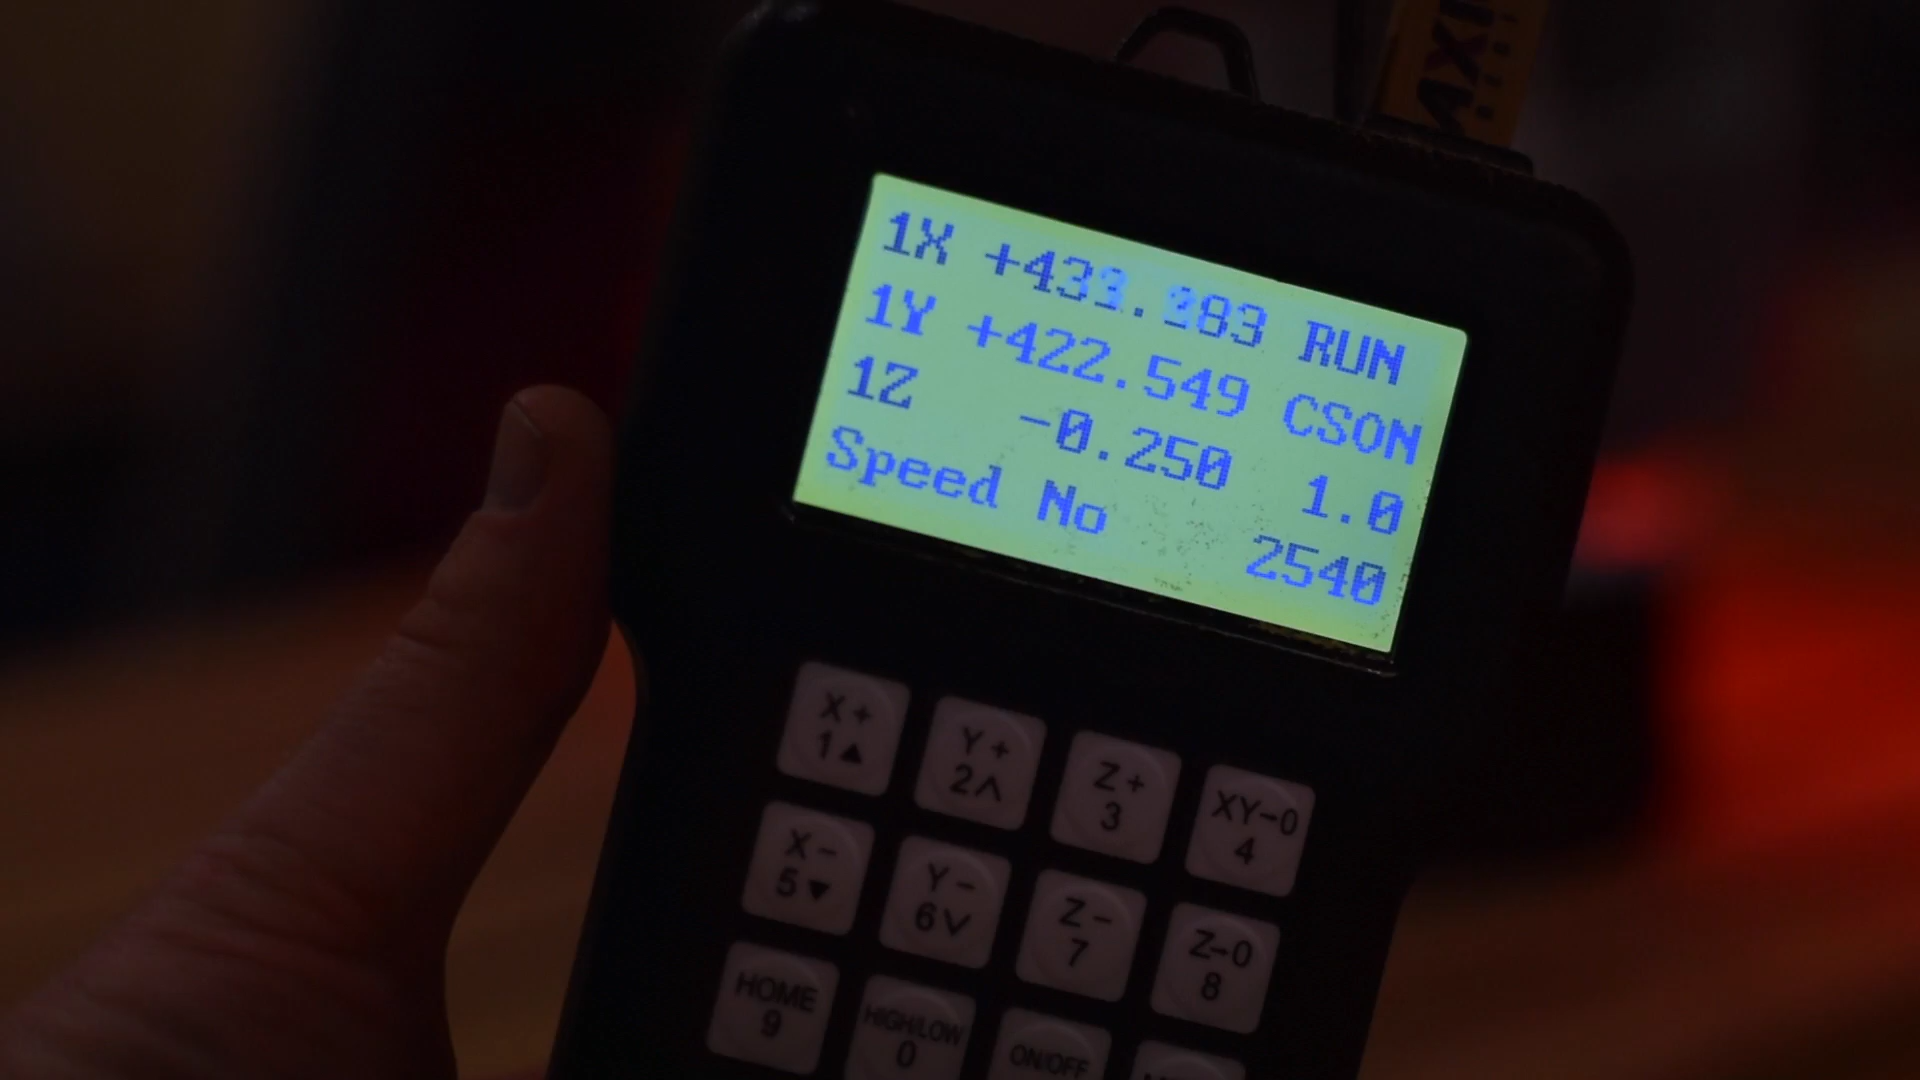 1X +433.383 RUN
1Y +422.549 CSON
1Z -0.250 1.0
Speed No 2540
X+ Y+ Z+ XY-0
1▲ 2∧ 3 4
X- Y- Z- Z-0
5▼ 6∨ 7 8
HOME HIGH/LOW ON/OFF
9 0